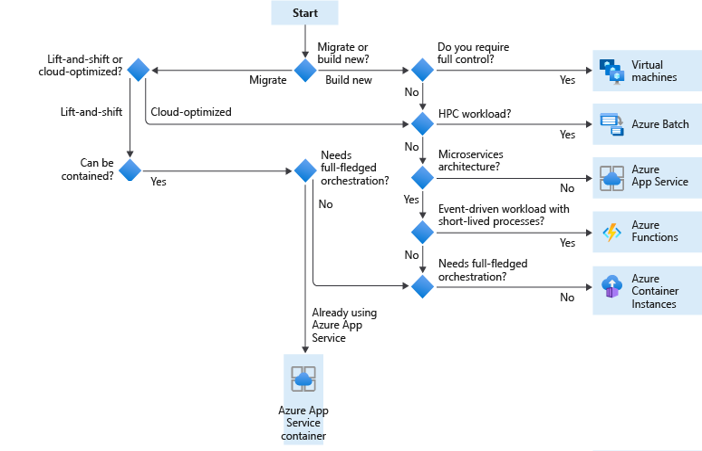 Start
Migrate or
build new?
Lift-and-shift or
cloud-optimized?
Do you require
full control?
Migrate
Build new
Yes
Virtual
machines
No
Lift-and-shift
Cloud-optimized
HPC workload?
Yes
Azure Batch
No
Can be
contained?
Yes
Needs
full-fledged
orchestration?
Microservices
architecture?
No
Azure
App Service
No
Yes
Event-driven workload with
short-lived processes?
Yes
Azure
Functions
No
Needs full-fledged
orchestration?
No
Azure
Container
Instances
Already using
Azure App
Service
Azure App
Service
container